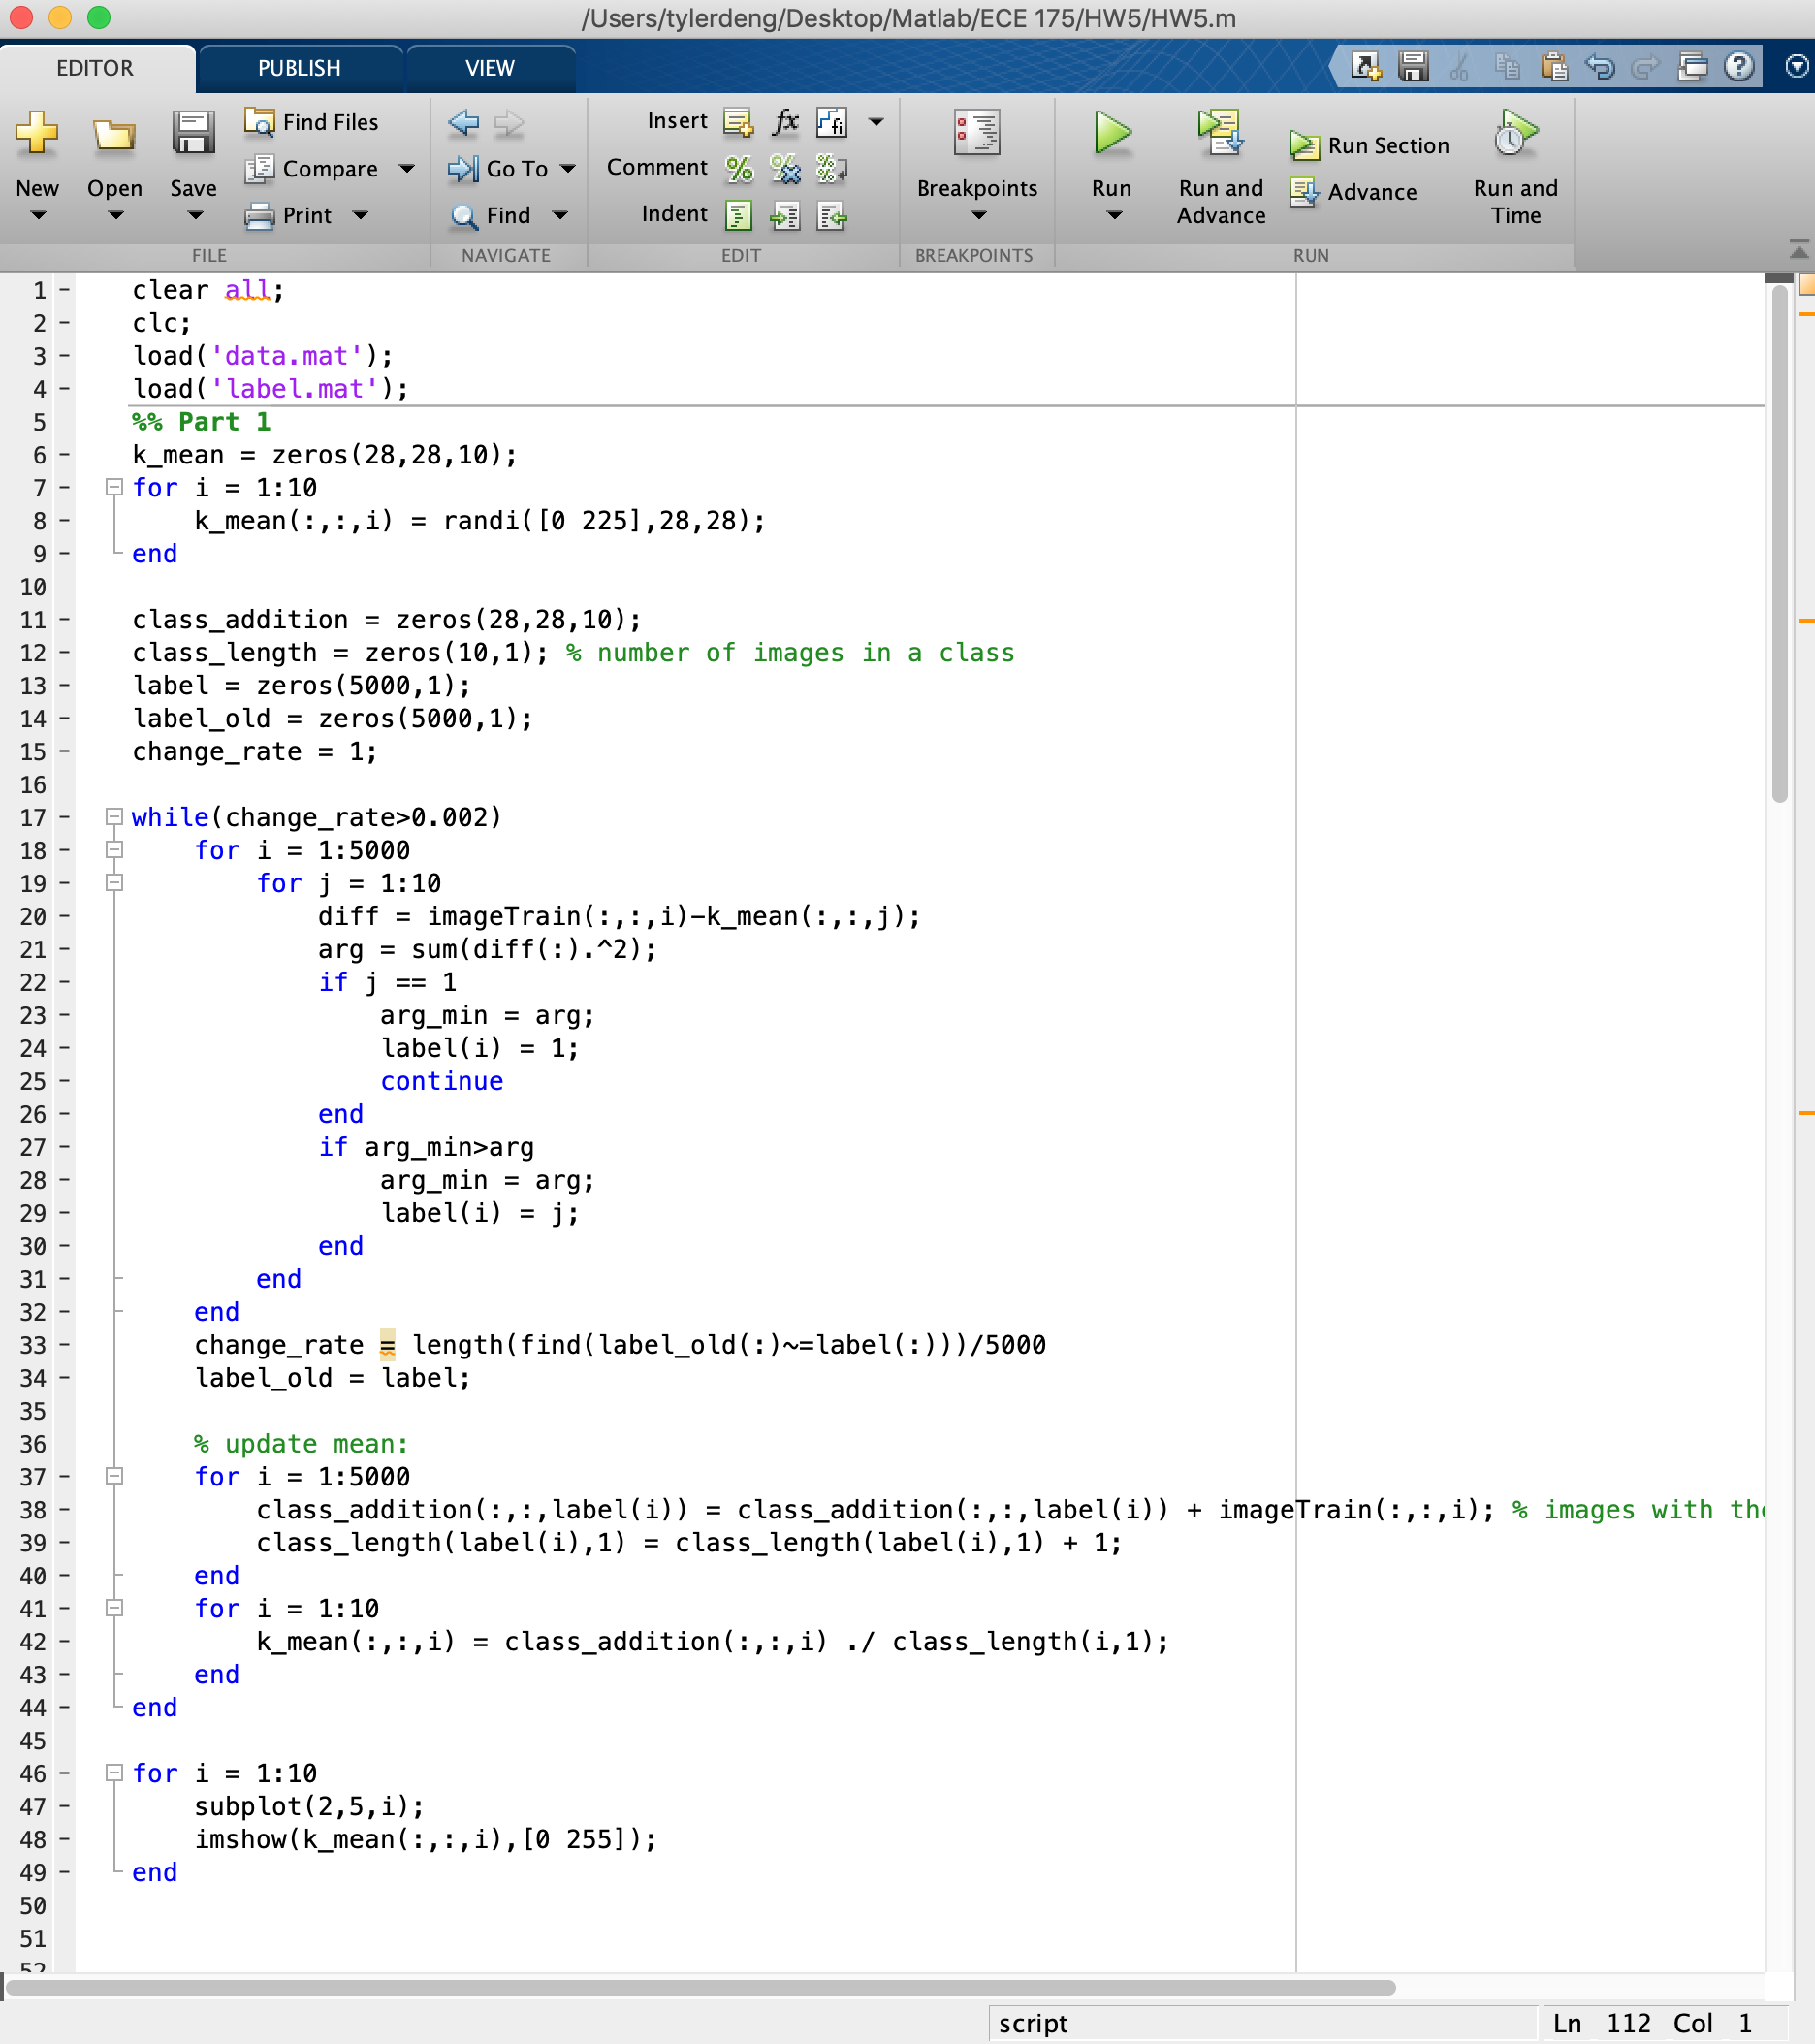 /Users/tylerdeng/Desktop/Matlab/ECE 175/HW5/HW5.m
EDITOR PUBLISH VIEW
New Open Save Find Files Compare Print
Go To Find
Insert fx fi
Comment % % %
Indent
Breakpoints
Run Run and Advance Run Section Advance Run and Time
FILE NAVIGATE EDIT BREAKPOINTS RUN
1 clear all;
2 clc;
3 load('data.mat');
4 load('label.mat');
5 %% Part 1
6 k_mean = zeros(28,28,10);
7 for i = 1:10
8 k_mean(:,:,i) = randi([0 225],28,28);
9 end
10
11 class_addition = zeros(28,28,10);
12 class_length = zeros(10,1); % number of images in a class
13 label = zeros(5000,1);
14 label_old = zeros(5000,1);
15 change_rate = 1;
16
17 while(change_rate>0.002)
18 for i = 1:5000
19 for j = 1:10
20 diff = imageTrain(:,:,i)-k_mean(:,:,j);
21 arg = sum(diff(:).^2);
22 if j == 1
23 arg_min = arg;
24 label(i) = 1;
25 continue
26 end
27 if arg_min>arg
28 arg_min = arg;
29 label(i) = j;
30 end
31 end
32 end
33 change_rate = length(find(label_old(:)~=label(:)))/5000
34 label_old = label;
35
36 % update mean:
37 for i = 1:5000
38 class_addition(:,:,label(i)) = class_addition(:,:,label(i)) + imageTrain(:,:,i); % images with the
39 class_length(label(i),1) = class_length(label(i),1) + 1;
40 end
41 for i = 1:10
42 k_mean(:,:,i) = class_addition(:,:,i) ./ class_length(i,1);
43 end
44 end
45
46 for i = 1:10
47 subplot(2,5,i);
48 imshow(k_mean(:,:,i),[0 255]);
49 end
50
51
52
script Ln 112 Col 1